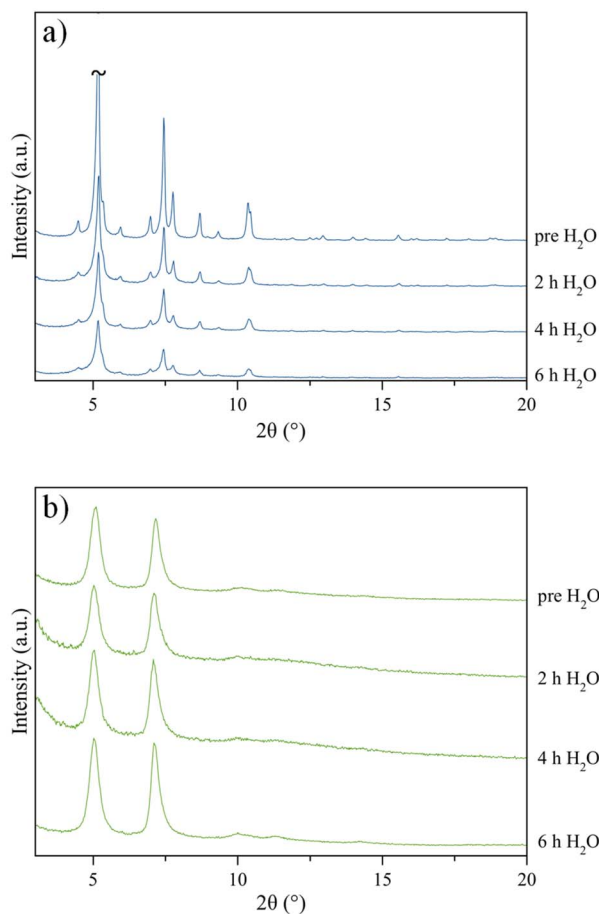 a)
Intensity (a.u.)
pre H₂O
2 h H₂O
4 h H₂O
6 h H₂O
5 10 15 20
2θ (°)
b)
Intensity (a.u.)
pre H₂O
2 h H₂O
4 h H₂O
6 h H₂O
5 10 15 20
2θ (°)